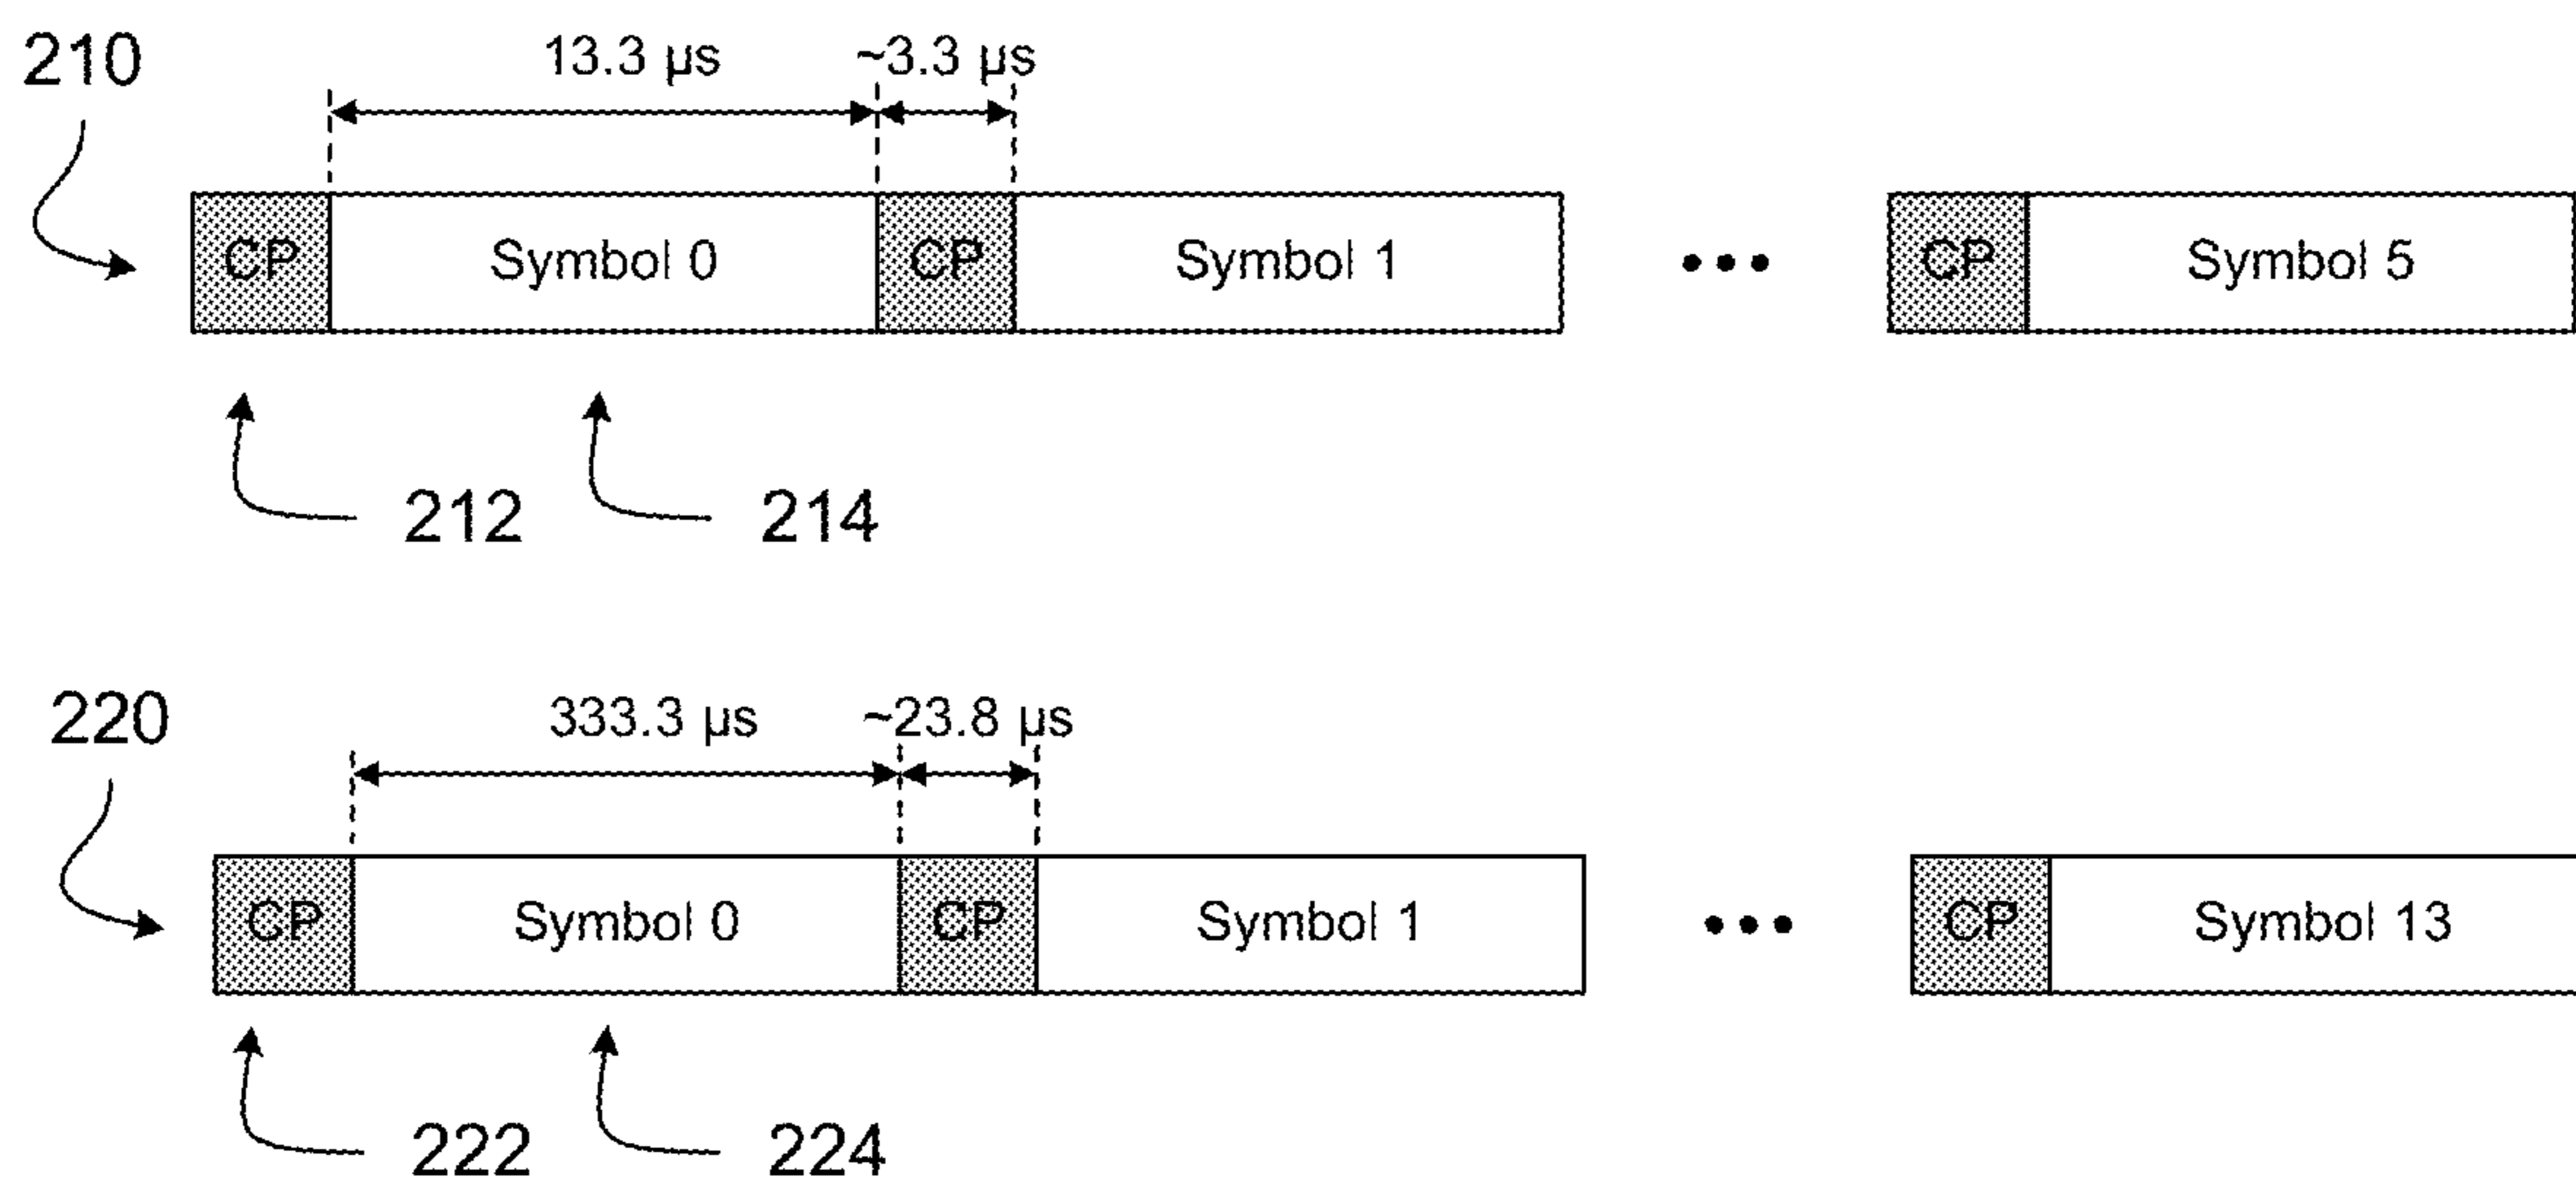 210
13.3 µs ~3.3 µs
CP Symbol 0 CP Symbol 1 ••• CP Symbol 5
212 214
220
333.3 µs ~23.8 µs
CP Symbol 0 CP Symbol 1 ••• CP Symbol 13
222 224